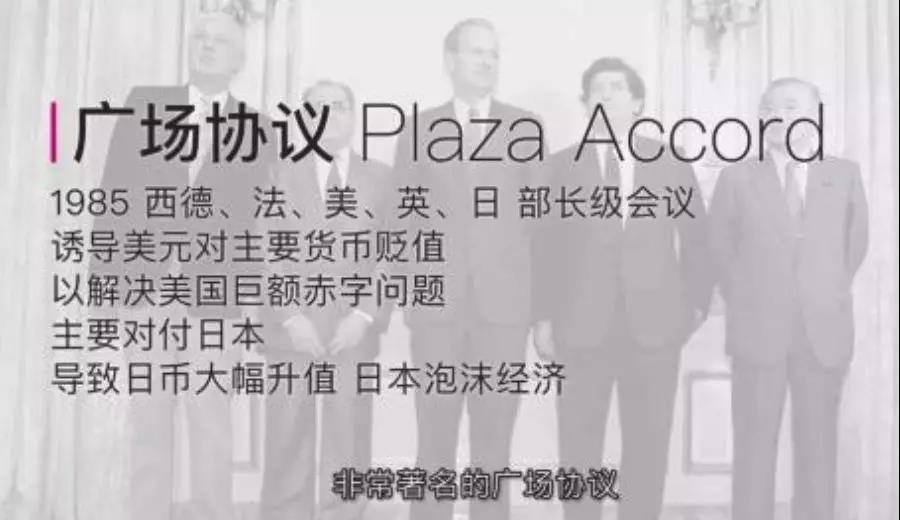 广场协议 Plaza Accord
1985 西德、法、美、英、日 部长级会议
诱导美元对主要货币贬值
以解决美国巨额赤字问题
主要对付日本
导致日币大幅升值 日本泡沫经济
非常著名的广场协议